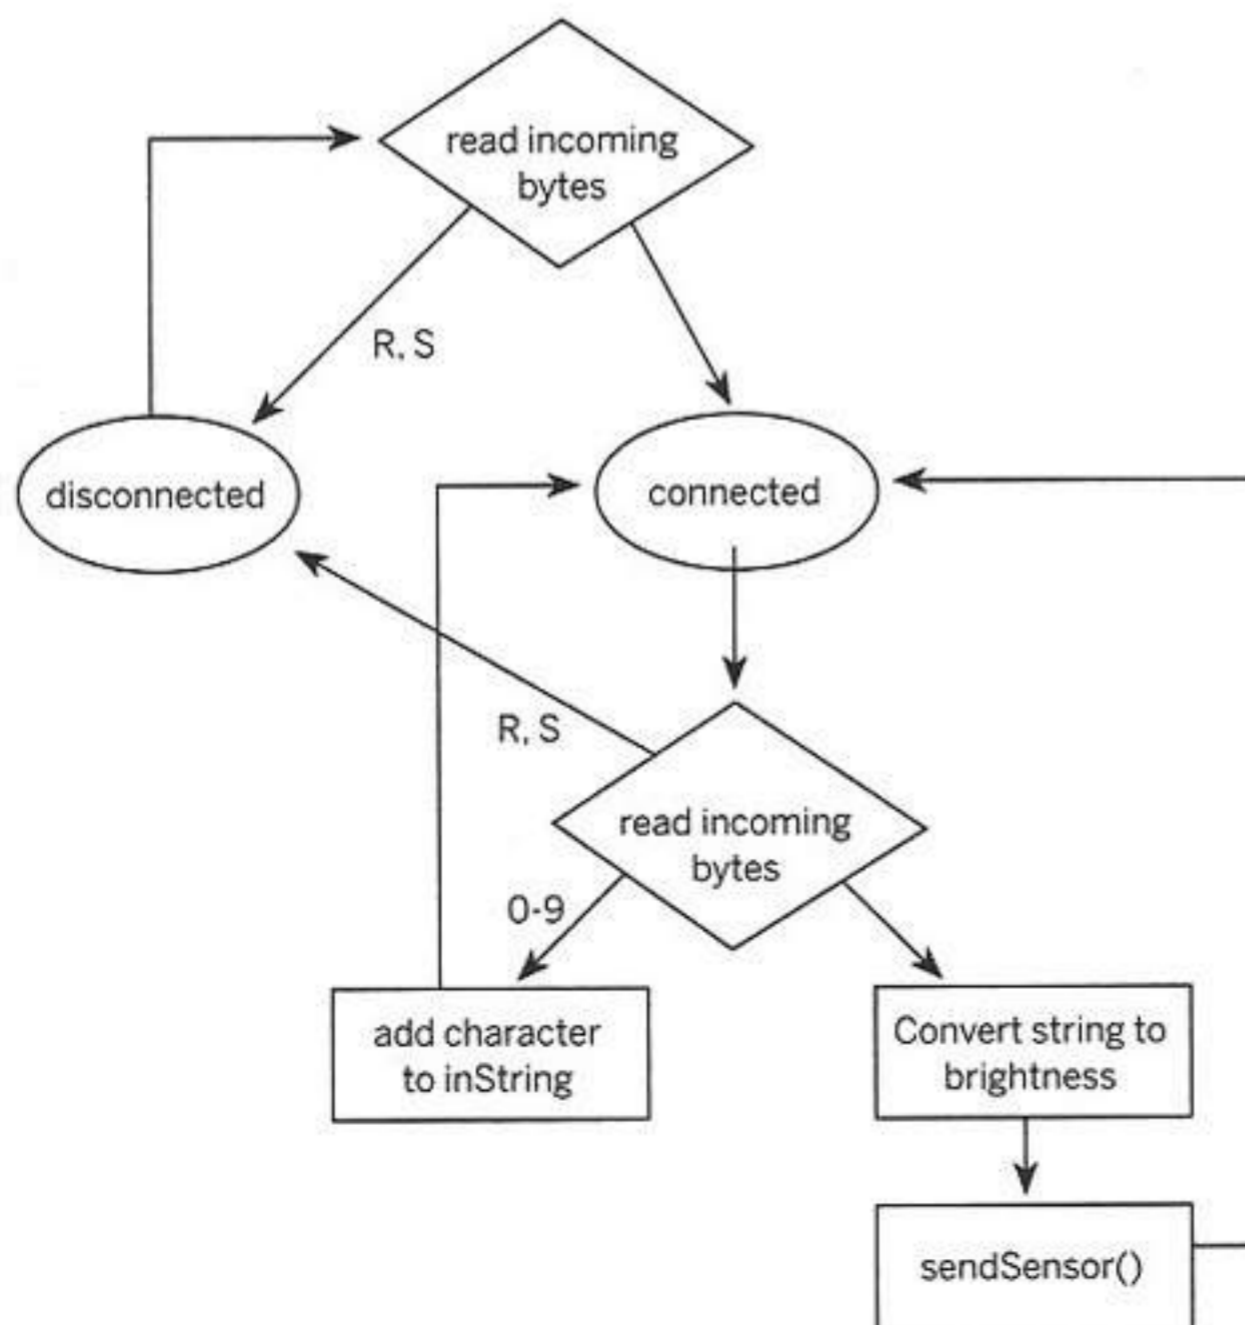 read incoming
bytes
R, S
disconnected
connected
R, S
read incoming
bytes
0-9
add character
to inString
Convert string to
brightness
sendSensor()